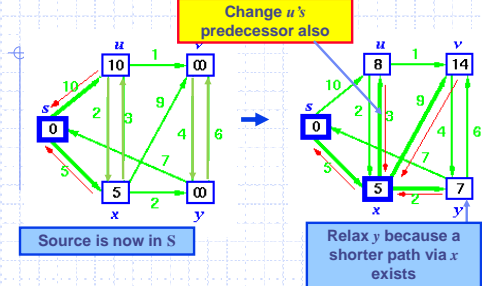 Change u's
predecessor also
u
v
10
1
∞
10
2
3
9
s
0
4
6
5
7
5
2
∞
x
y
Source is now in S
u
v
8
1
14
10
2
3
9
s
0
4
6
5
7
5
2
7
x
y
Relax y because a
shorter path via x
exists